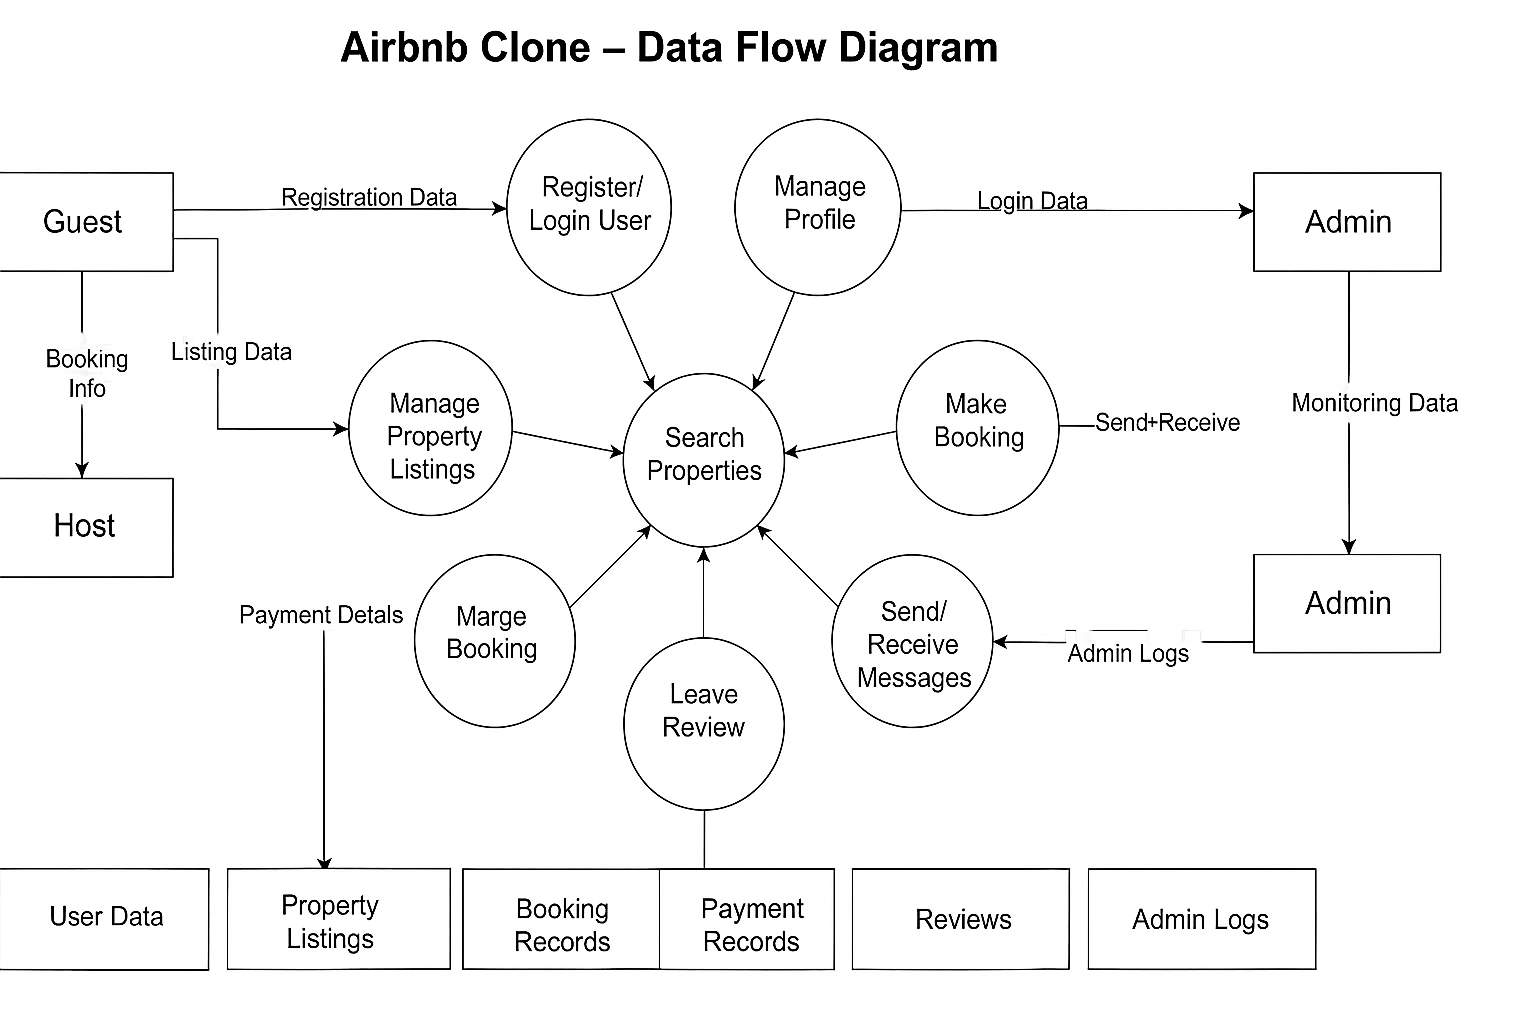 Airbnb Clone – Data Flow Diagram
Guest
Registration Data
Register/
Login User
Manage
Profile
Login Data
Admin
Booking
Info
Listing Data
Manage
Property
Listings
Search
Properties
Make
Booking
Send+Receive
Monitoring Data
Host
Payment Detals
Marge
Booking
Leave
Review
Send/
Receive
Messages
Admin Logs
Admin
User Data
Property
Listings
Booking
Records
Payment
Records
Reviews
Admin Logs